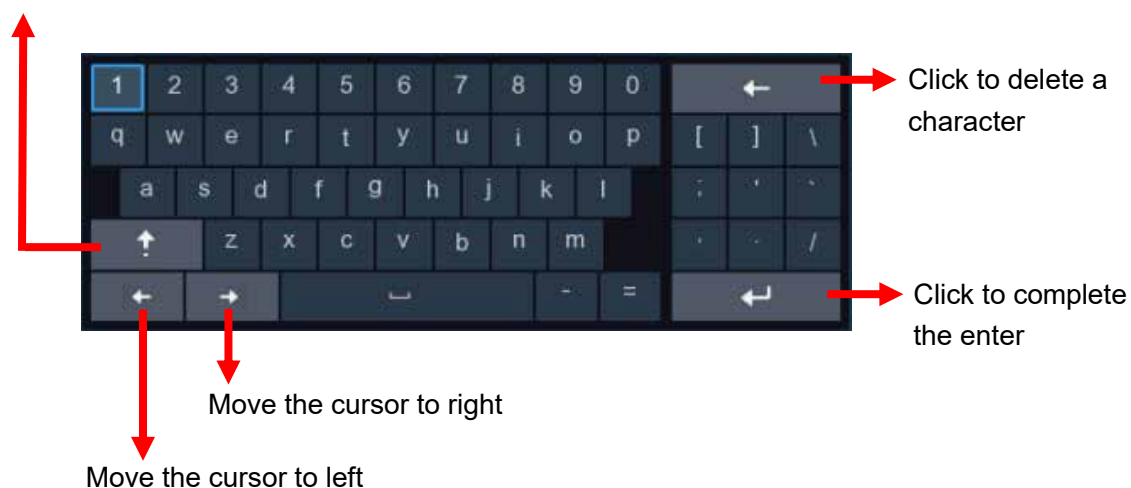 1 2 3 4 5 6 7 8 9 0
Click to delete a
character
q w e r t y u i o p [ ] \
a s d f g h j k l ; ' `
z x c v b n m , . /
- =
Click to complete
the enter
Move the cursor to right
Move the cursor to left